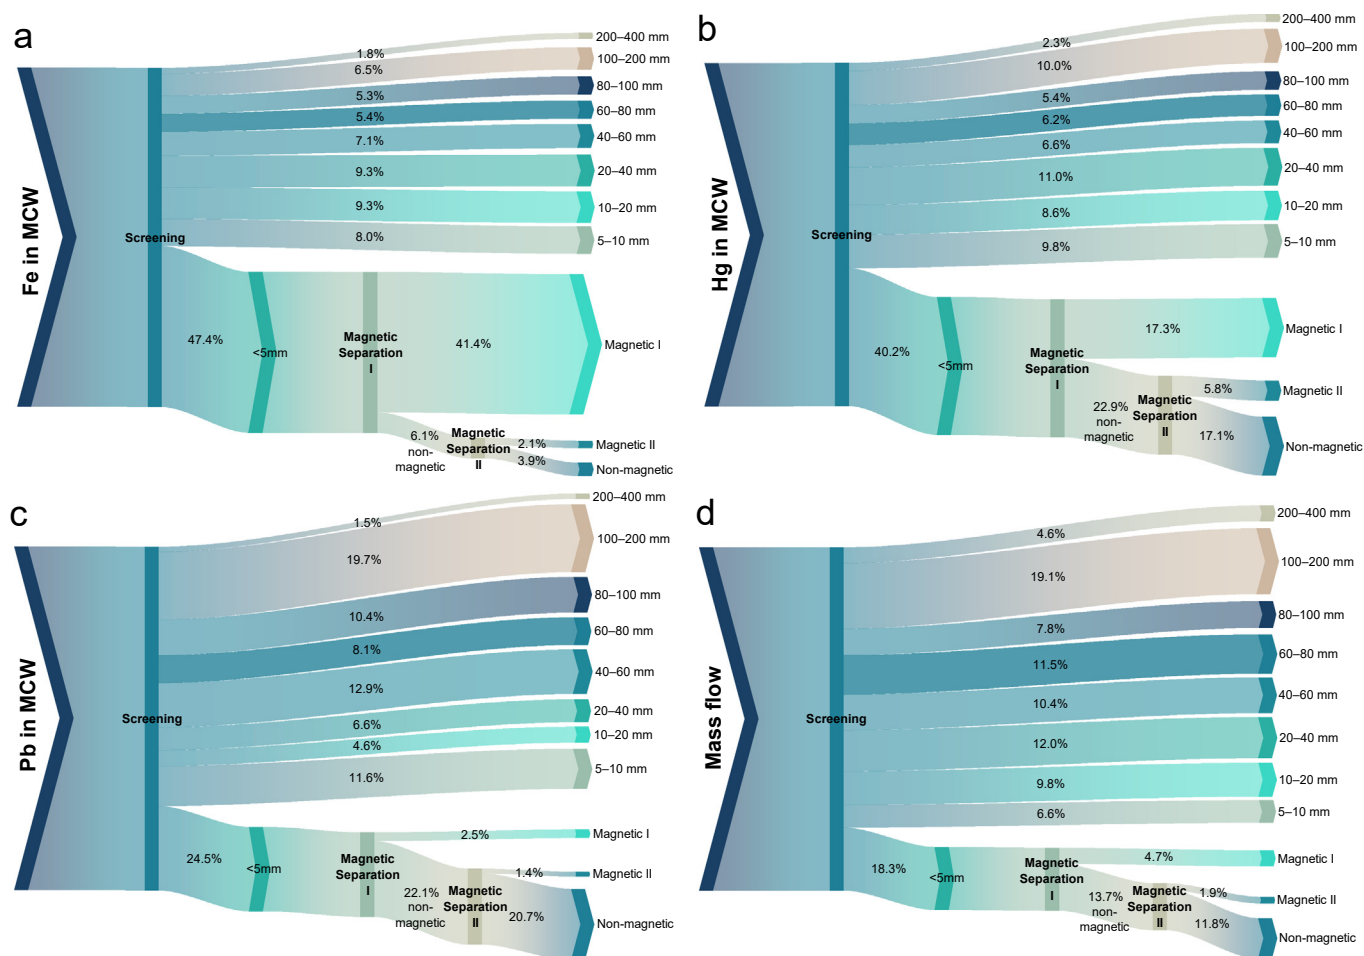 a
Fe in MCW
Screening
1.8%
6.5%
5.3%
5.4%
7.1%
9.3%
9.3%
8.0%
200–400 mm
100–200 mm
80–100 mm
60–80 mm
40–60 mm
20–40 mm
10–20 mm
5–10 mm
47.4%
<5mm
Magnetic
Separation
I
41.4%
Magnetic I
6.1%
non-
magnetic
Magnetic
Separation
II
2.1%
3.9%
Magnetic II
Non-magnetic
b
Hg in MCW
Screening
2.3%
10.0%
5.4%
6.2%
6.6%
11.0%
8.6%
9.8%
200–400 mm
100–200 mm
80–100 mm
60–80 mm
40–60 mm
20–40 mm
10–20 mm
5–10 mm
40.2%
<5mm
Magnetic
Separation
I
17.3%
Magnetic I
22.9%
non-
magnetic
Magnetic
Separation
II
5.8%
17.1%
Magnetic II
Non-magnetic
c
Pb in MCW
Screening
1.5%
19.7%
10.4%
8.1%
12.9%
6.6%
4.6%
11.6%
200–400 mm
100–200 mm
80–100 mm
60–80 mm
40–60 mm
20–40 mm
10–20 mm
5–10 mm
24.5%
<5mm
Magnetic
Separation
I
2.5%
Magnetic I
22.1%
non-
magnetic
Magnetic
Separation
II
1.4%
20.7%
Magnetic II
Non-magnetic
d
Mass flow
Screening
4.6%
19.1%
7.8%
11.5%
10.4%
12.0%
9.8%
6.6%
200–400 mm
100–200 mm
80–100 mm
60–80 mm
40–60 mm
20–40 mm
10–20 mm
5–10 mm
18.3%
<5mm
Magnetic
Separation
I
4.7%
Magnetic I
13.7%
non-
magnetic
Magnetic
Separation
II
1.9%
11.8%
Magnetic II
Non-magnetic